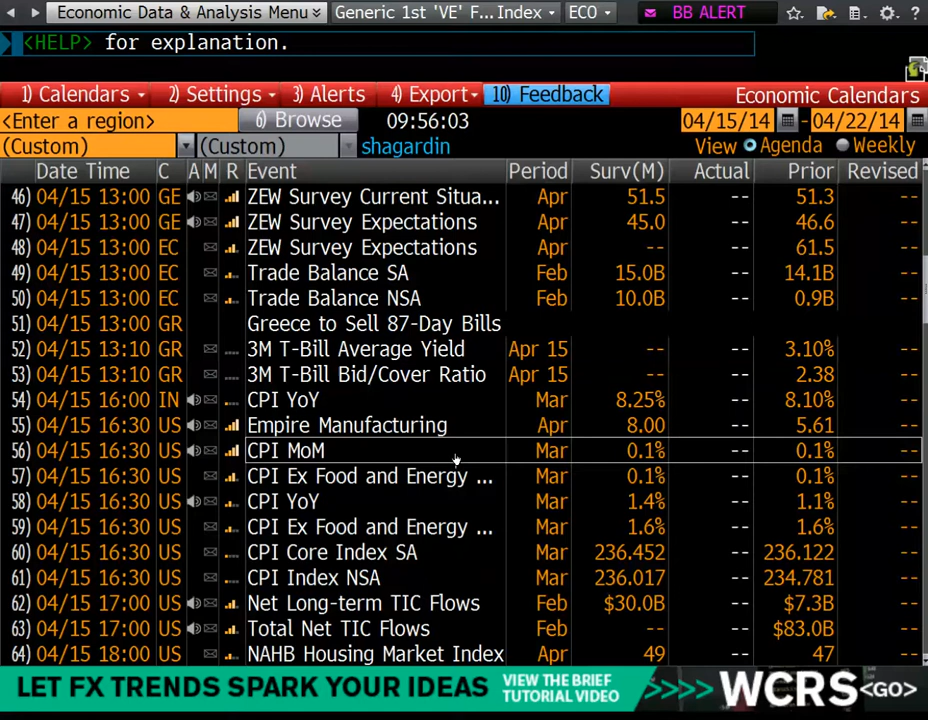 Economic Data & Analysis Menu Generic 1st 'VE' F... Index ECO BB ALERT ?
<HELP> for explanation.
1) Calendars 2) Settings 3) Alerts 4) Export 10) Feedback Economic Calendars
<Enter a region> 6) Browse 09:56:03 04/15/14 - 04/22/14
(Custom) (Custom) shagardin View Agenda Weekly
Date Time C A M R Event Period Surv(M) Actual Prior Revised
46) 04/15 13:00 GE ZEW Survey Current Situa... Apr 51.5 -- 51.3 --
47) 04/15 13:00 GE ZEW Survey Expectations Apr 45.0 -- 46.6 --
48) 04/15 13:00 EC ZEW Survey Expectations Apr -- -- 61.5 --
49) 04/15 13:00 EC Trade Balance SA Feb 15.0B -- 14.1B --
50) 04/15 13:00 EC Trade Balance NSA Feb 10.0B -- 0.9B --
51) 04/15 13:00 GR Greece to Sell 87-Day Bills
52) 04/15 13:10 GR 3M T-Bill Average Yield Apr 15 -- -- 3.10% --
53) 04/15 13:10 GR 3M T-Bill Bid/Cover Ratio Apr 15 -- -- 2.38 --
54) 04/15 16:00 IN CPI YoY Mar 8.25% -- 8.10% --
55) 04/15 16:30 US Empire Manufacturing Apr 8.00 -- 5.61 --
56) 04/15 16:30 US CPI MoM Mar 0.1% -- 0.1% --
57) 04/15 16:30 US CPI Ex Food and Energy ... Mar 0.1% -- 0.1% --
58) 04/15 16:30 US CPI YoY Mar 1.4% -- 1.1% --
59) 04/15 16:30 US CPI Ex Food and Energy ... Mar 1.6% -- 1.6% --
60) 04/15 16:30 US CPI Core Index SA Mar 236.452 -- 236.122 --
61) 04/15 16:30 US CPI Index NSA Mar 236.017 -- 234.781 --
62) 04/15 17:00 US Net Long-term TIC Flows Feb $30.0B -- $7.3B --
63) 04/15 17:00 US Total Net TIC Flows Feb -- -- $83.0B --
64) 04/15 18:00 US NAHB Housing Market Index Apr 49 -- 47 --
LET FX TRENDS SPARK YOUR IDEAS VIEW THE BRIEF TUTORIAL VIDEO >>>> WCRS <GO>